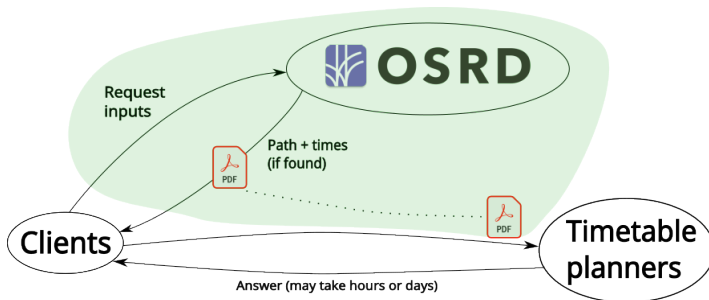 OSRD
Request
inputs
Path + times
(if found)
PDF
PDF
Clients
Timetable
planners
Answer (may take hours or days)